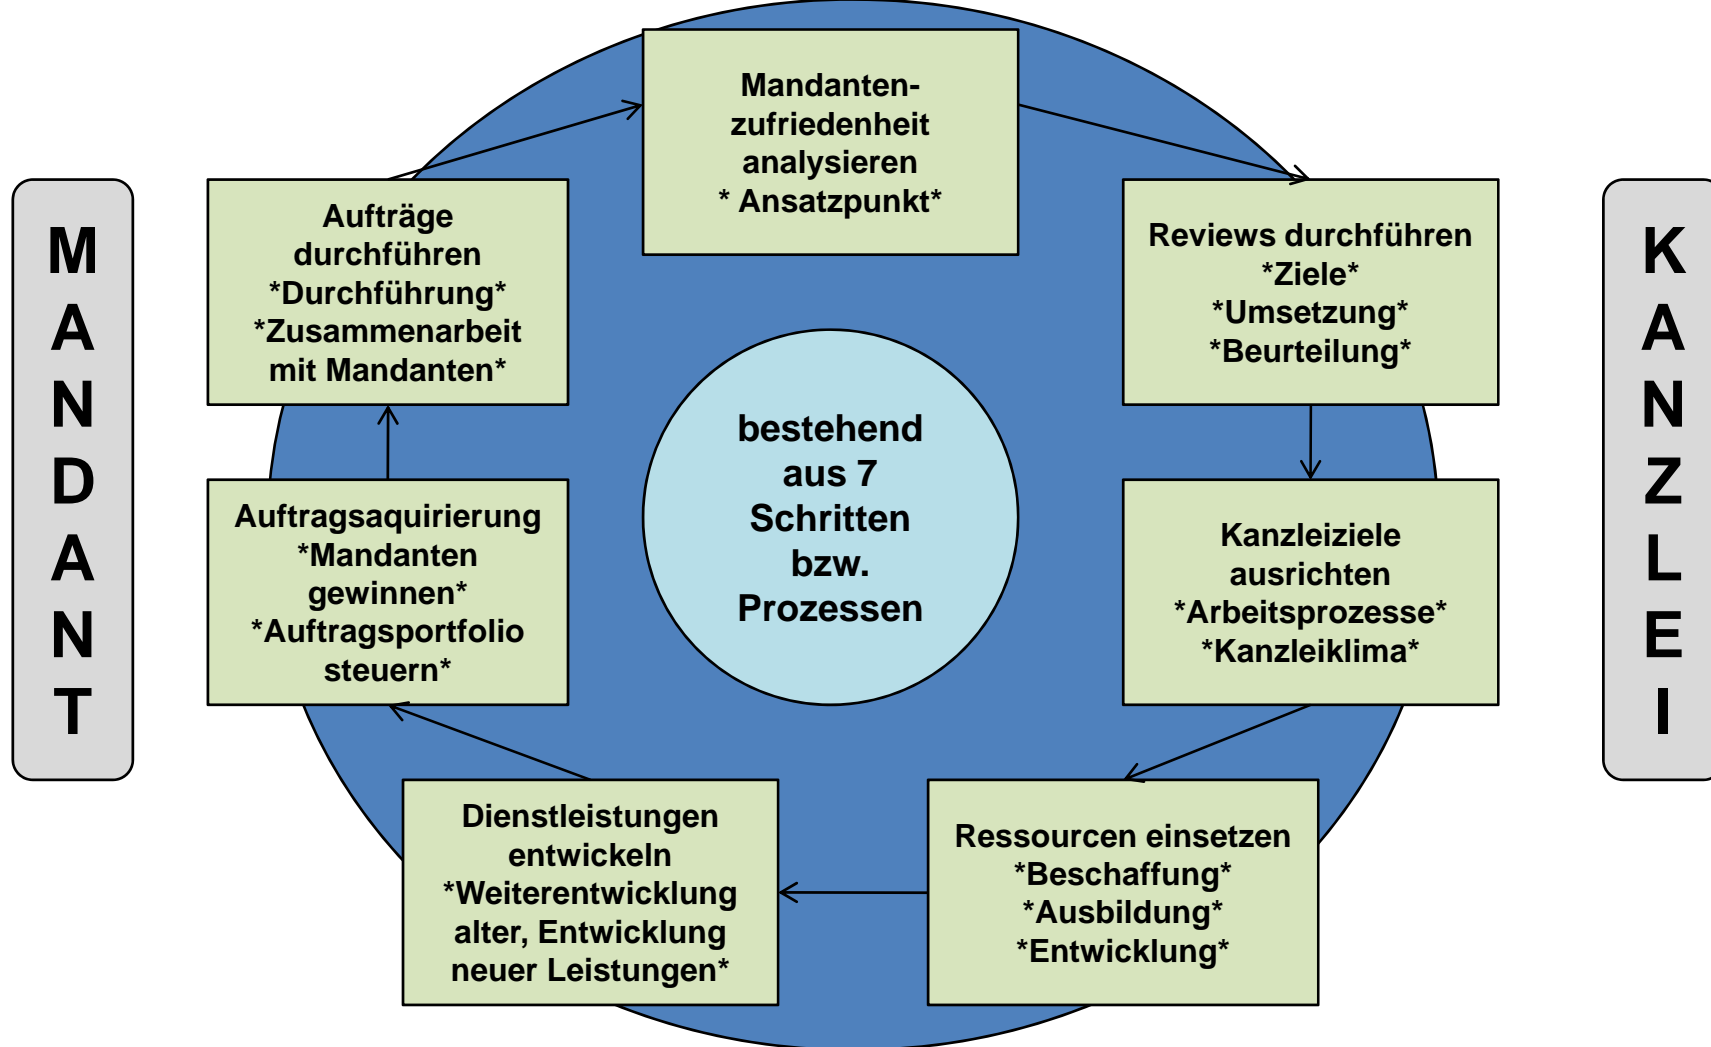 Mandanten-
zufriedenheit
analysieren
* Ansatzpunkt*
Reviews durchführen
*Ziele*
*Umsetzung*
*Beurteilung*
Kanzleiziele
ausrichten
*Arbeitsprozesse*
*Kanzleiklima*
Ressourcen einsetzen
*Beschaffung*
*Ausbildung*
*Entwicklung*
Dienstleistungen
entwickeln
*Weiterentwicklung
alter, Entwicklung
neuer Leistungen*
Auftragsaquirierung
*Mandanten
gewinnen*
*Auftragsportfolio
steuern*
Aufträge
durchführen
*Durchführung*
*Zusammenarbeit
mit Mandanten*
bestehend
aus 7
Schritten
bzw.
Prozessen
M
A
N
D
A
N
T
K
A
N
Z
L
E
I